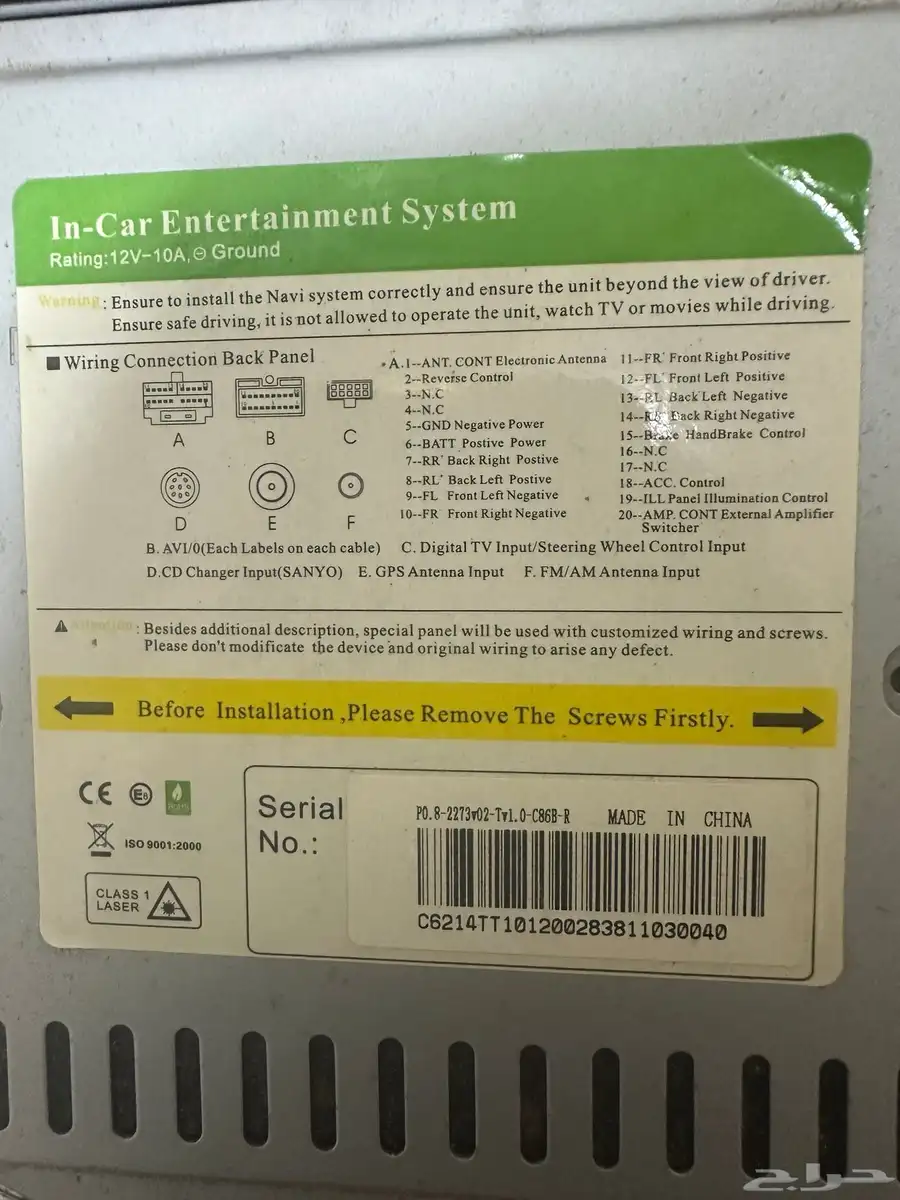 In-Car Entertainment System
Rating:12V-10A,⊖ Ground
Warning: Ensure to install the Navi system correctly and ensure the unit beyond the view of driver.
Ensure safe driving, it is not allowed to operate the unit, watch TV or movies while driving.
■ Wiring Connection Back Panel
A B C
D E F
A.1--ANT. CONT Electronic Antenna
2--Reverse Control
3--N.C
4--N.C
5--GND Negative Power
6--BATT Postive Power
7--RR' Back Right Postive
8--RL' Back Left Postive
9--FL Front Left Negative
10--FR Front Right Negative
11--FR' Front Right Positive
12--FL' Front Left Positive
13--RL Back Left Negative
14--RR Back Right Negative
15--Brake HandBrake Control
16--N.C
17--N.C
18--ACC. Control
19--ILL Panel Illumination Control
20--AMP. CONT External Amplifier
Switcher
B. AVI/0(Each Labels on each cable) C. Digital TV Input/Steering Wheel Control Input
D.CD Changer Input(SANYO) E. GPS Antenna Input F. FM/AM Antenna Input
Attention: Besides additional description, special panel will be used with customized wiring and screws.
Please don't modificate the device and original wiring to arise any defect.
Before Installation ,Please Remove The Screws Firstly.
CE E8 RoHS
ISO 9001:2000
CLASS 1
LASER
Serial
No.:
P0.8-2273v02-Tv1.0-C86B-R MADE IN CHINA
C6214TT101200283811030040
حراج